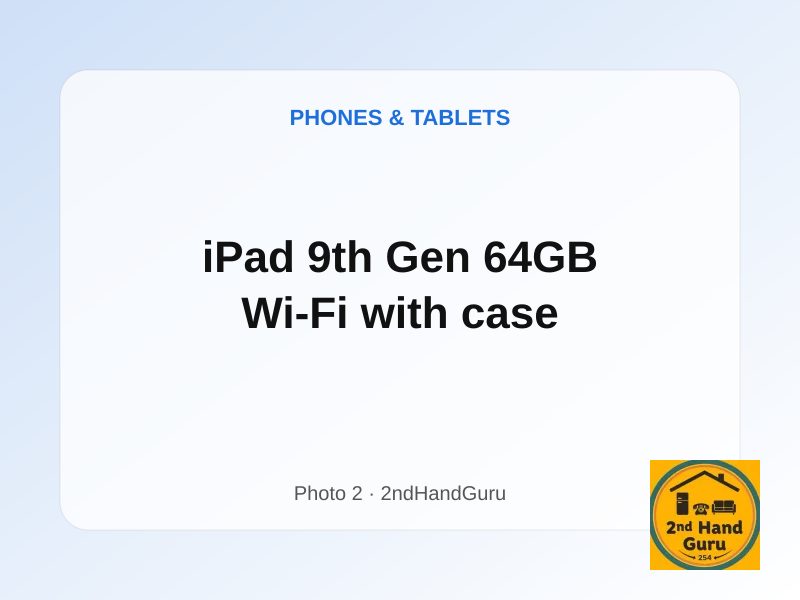 PHONES & TABLETS
iPad 9th Gen 64GB
Wi-Fi with case
Photo 2 · 2ndHandGuru
2nd Hand
Guru
254